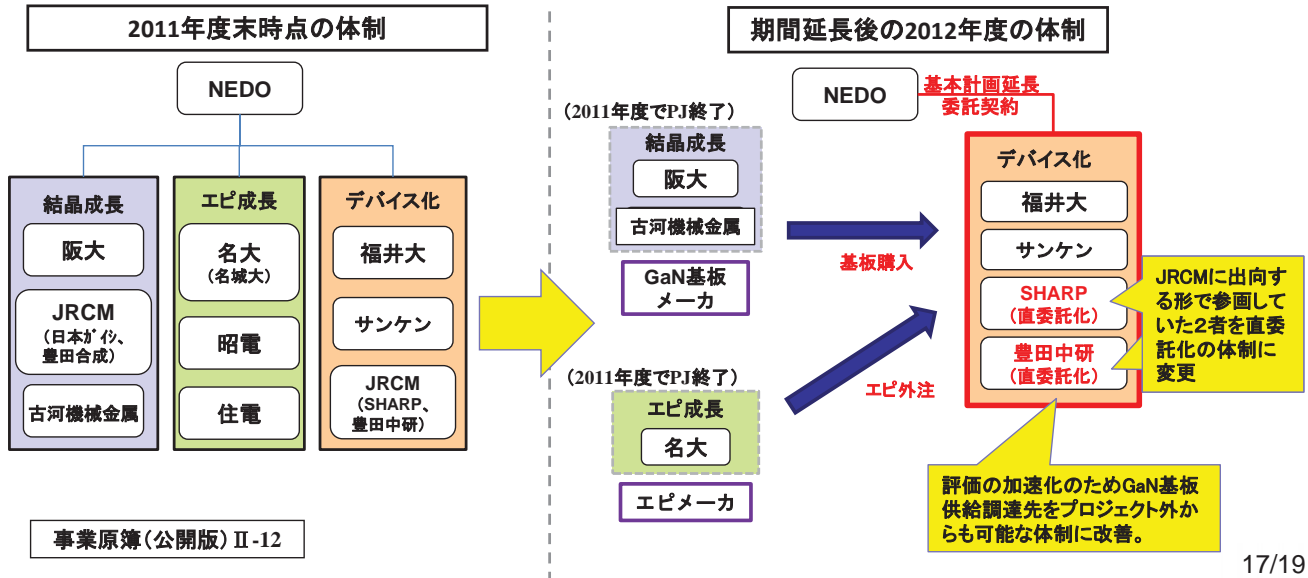 2011年度末時点の体制
NEDO
結晶成長
阪大
JRCM
(日本ｶﾞｲｼ、
豊田合成)
古河機械金属
エピ成長
名大
(名城大)
昭電
住電
デバイス化
福井大
サンケン
JRCM
(SHARP、
豊田中研)
事業原簿（公開版）Ⅱ-12
期間延長後の2012年度の体制
NEDO
基本計画延長
委託契約
（2011年度でPJ終了）
結晶成長
阪大
古河機械金属
GaN基板
メーカ
基板購入
（2011年度でPJ終了）
エピ成長
名大
エピメーカ
エピ外注
デバイス化
福井大
サンケン
SHARP
(直委託化)
豊田中研
(直委託化)
JRCMに出向す
る形で参画して
いた２者を直委
託化の体制に
変更
評価の加速化のためGaN基板
供給調達先をプロジェクト外か
らも可能な体制に改善。
17/19